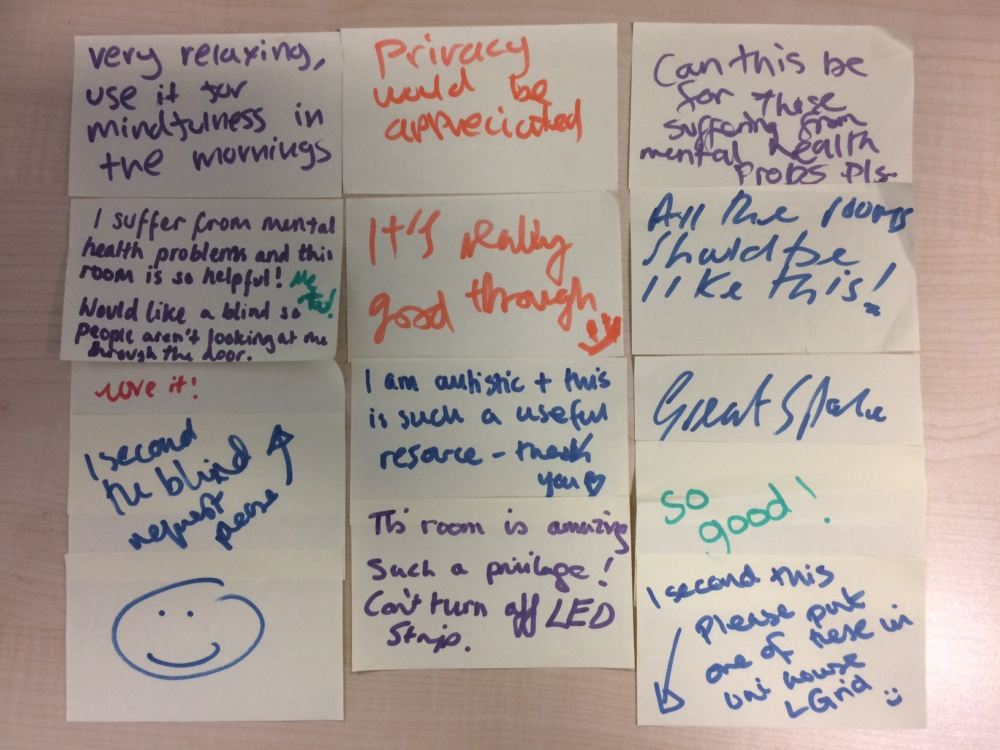 very relaxing,
use it for
mindfulness in
the mornings
I suffer from mental
health problems and this
room is so helpful! Me
too!
Would like a blind so
people aren't looking at me
through the door.
Love it!
I second
the blind
request
please
Privacy
would be
appreciated
It's really
good through
I am autistic + this
is such a useful
resource - thank
you
This room is amazing
Such a privilage!
Can't turn off LED
Strip.
Can this be
for these
suffering from
mental health
probs pls.
All the rooms
should be
like this!
Great Space
so
good!
I second this
Please put
one of these in
uni house
LGrid